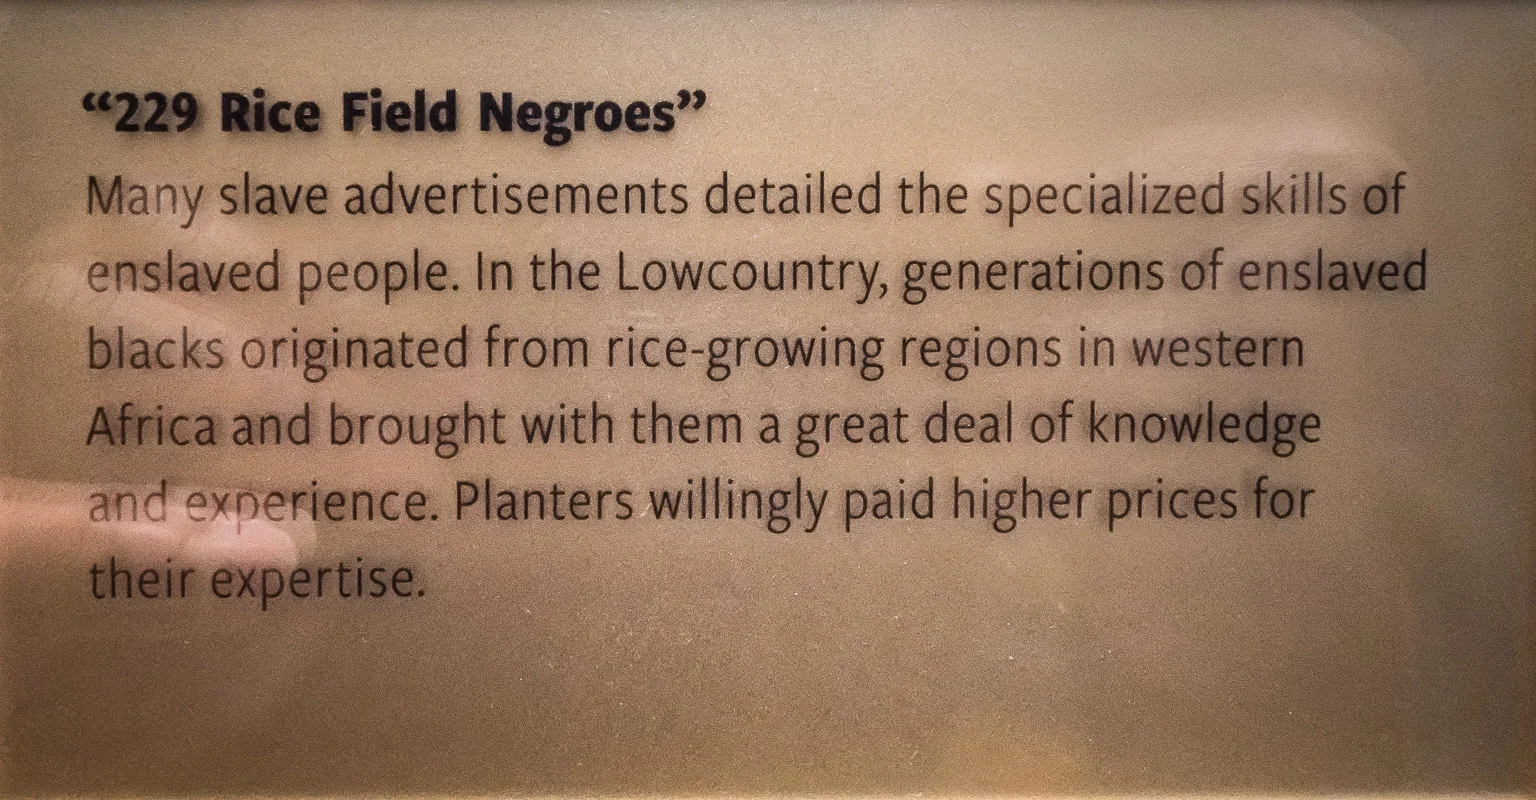 “229 Rice Field Negroes”
Many slave advertisements detailed the specialized skills of
enslaved people. In the Lowcountry, generations of enslaved
blacks originated from rice-growing regions in western
Africa and brought with them a great deal of knowledge
and experience. Planters willingly paid higher prices for
their expertise.